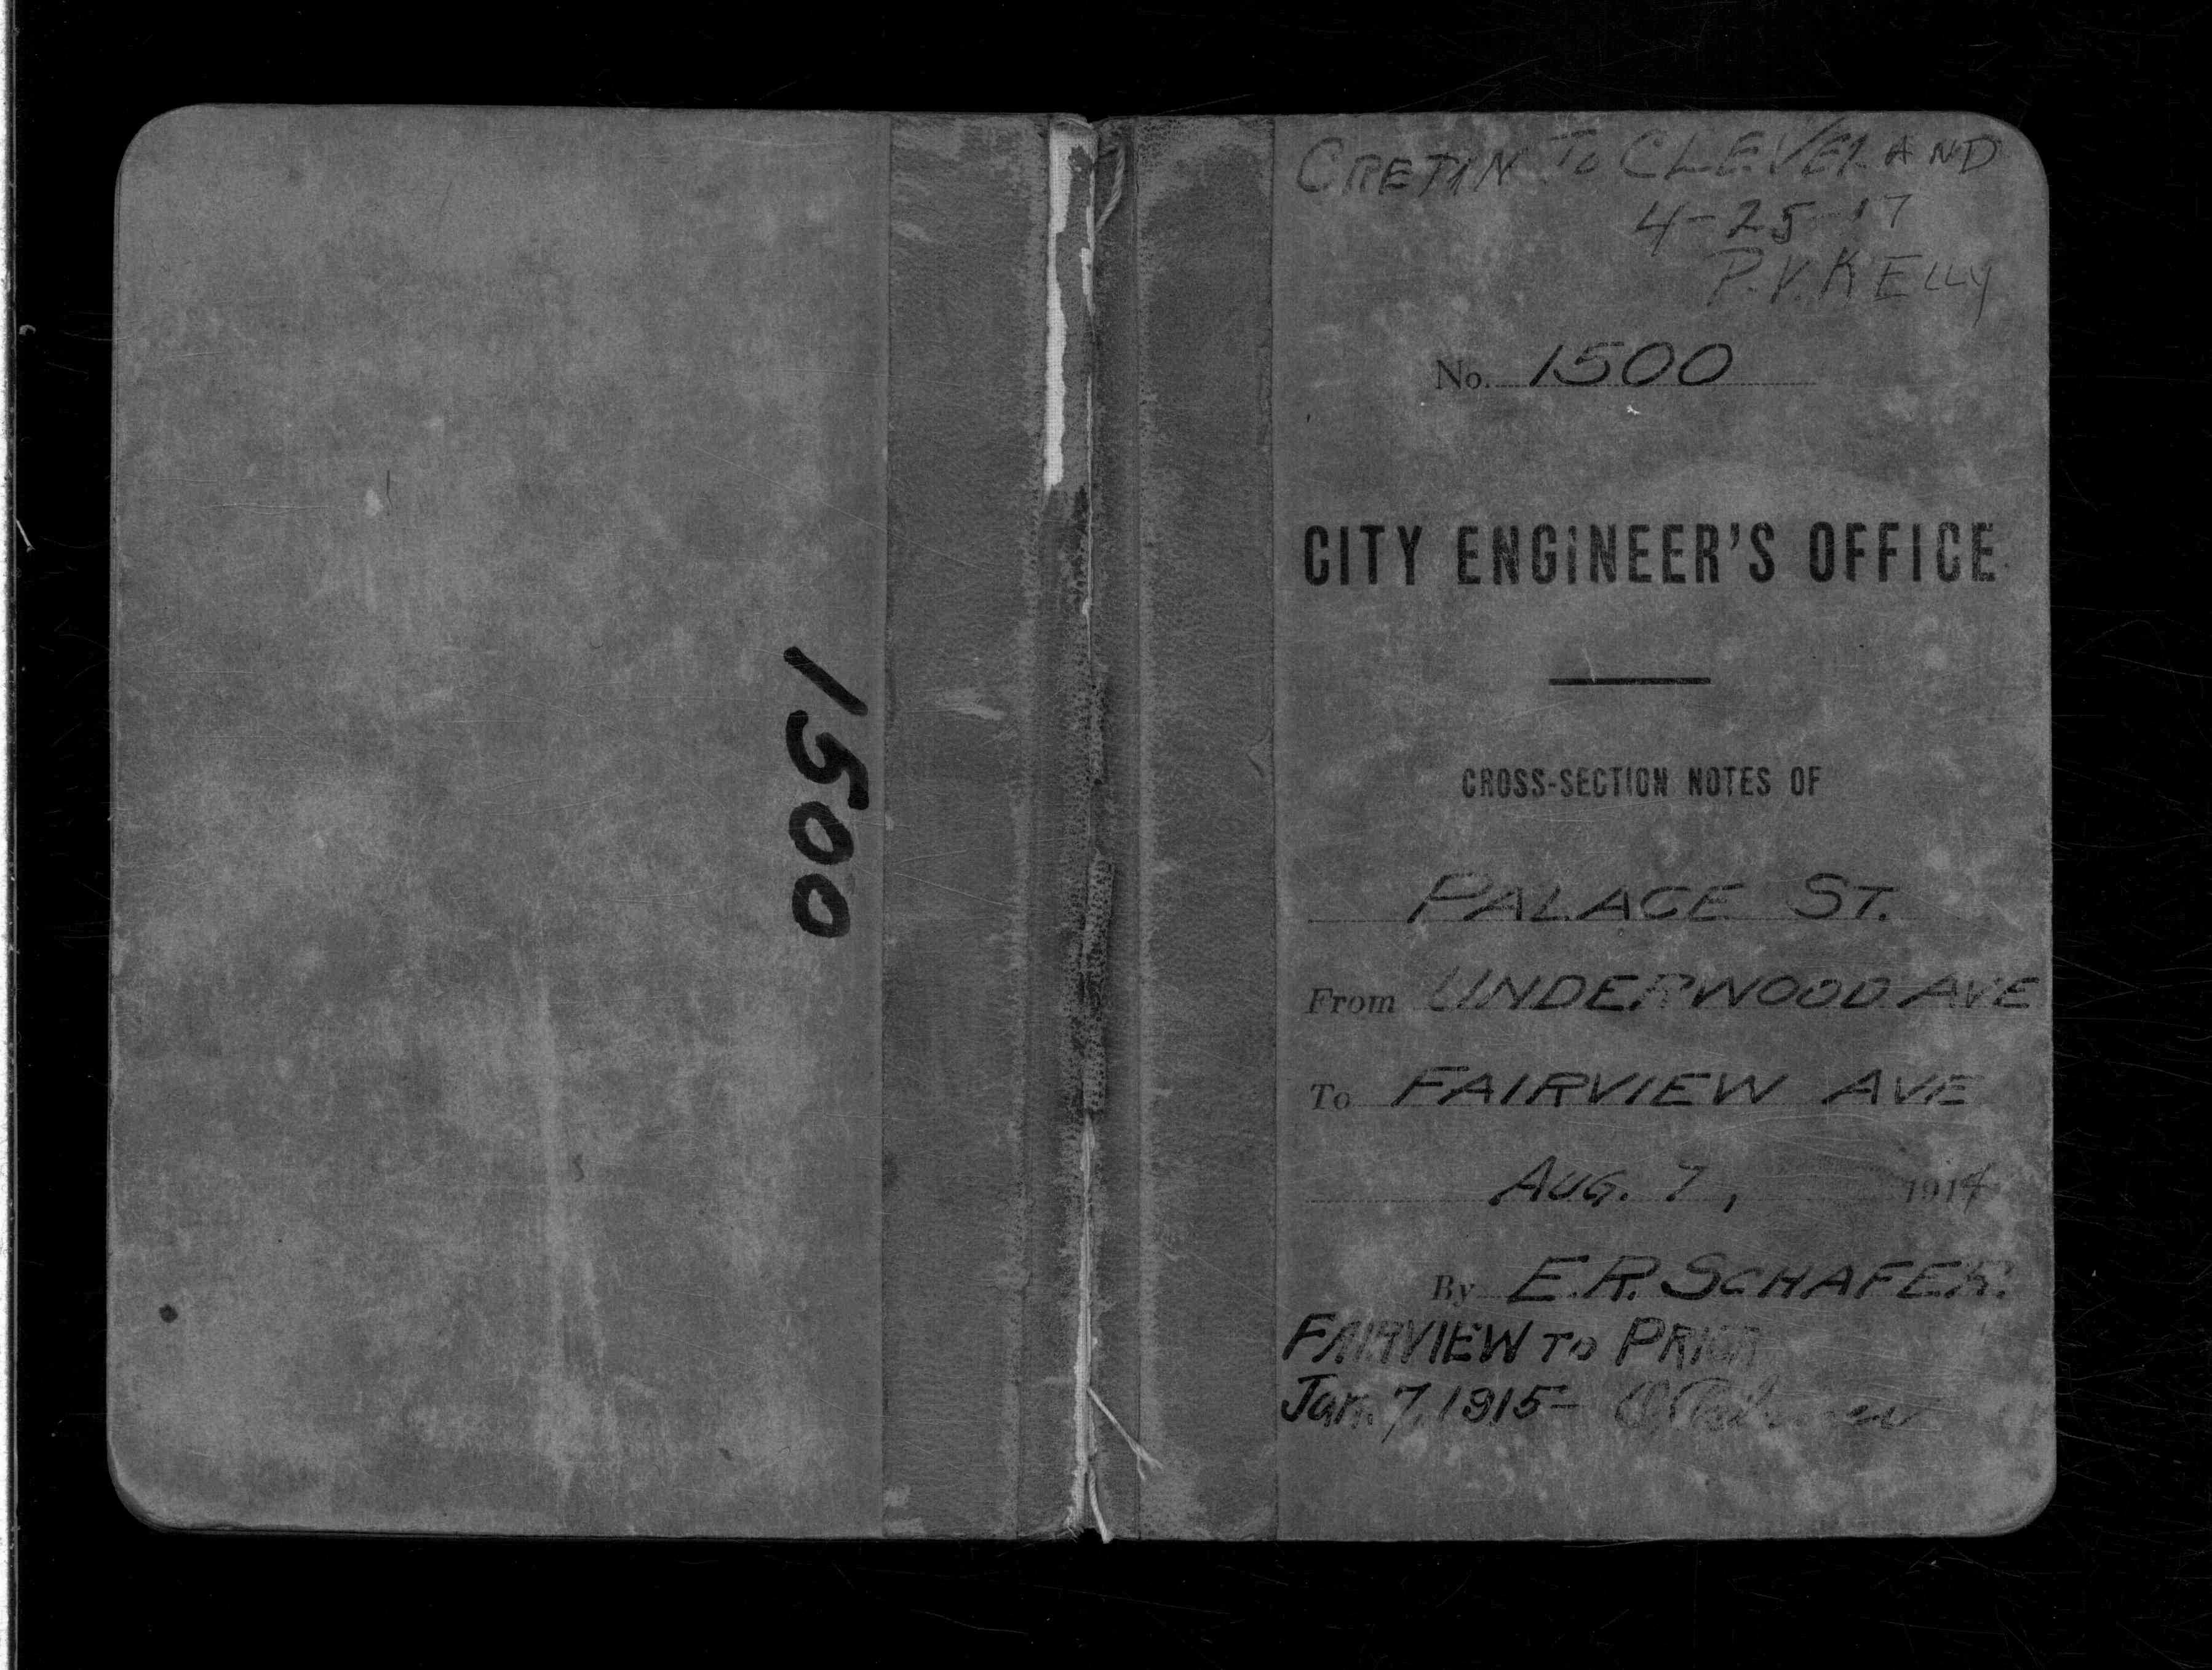 1500
CRETIN TO CLEVELAND
4-25-17
P.V. KELLY
No. 1500
CITY ENGINEER'S OFFICE
CROSS-SECTION NOTES OF
PALACE ST.
From UNDERWOOD AVE
To FAIRVIEW AVE
AUG. 7, 1914
By E.R. SCHAFER.
FAIRVIEW TO PRIOR
Jan. 7, 1915-